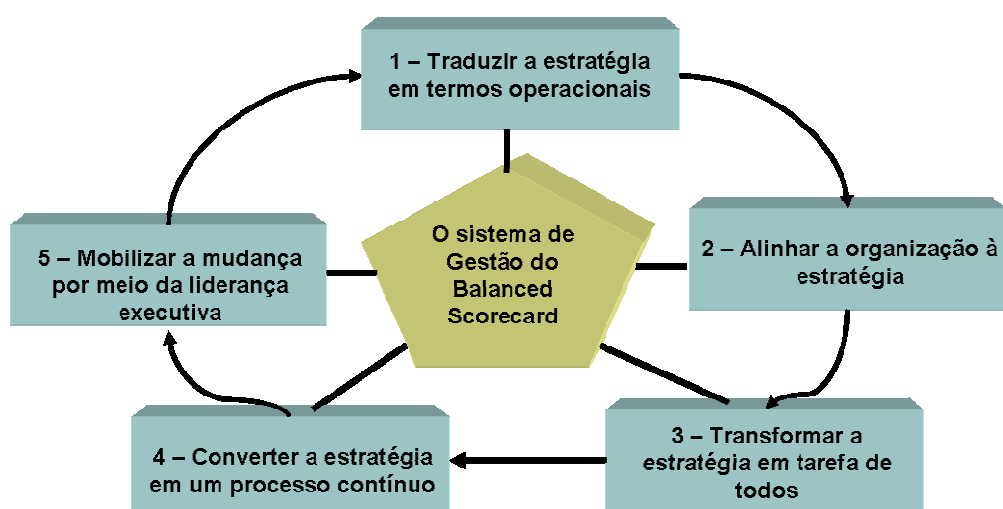 1 – Traduzir a estratégia
em termos operacionais
2 – Alinhar a organização à
estratégia
3 – Transformar a
estratégia em tarefa de
todos
4 – Converter a estratégia
em um processo contínuo
5 – Mobilizar a mudança
por meio da liderança
executiva
O sistema de
Gestão do
Balanced
Scorecard